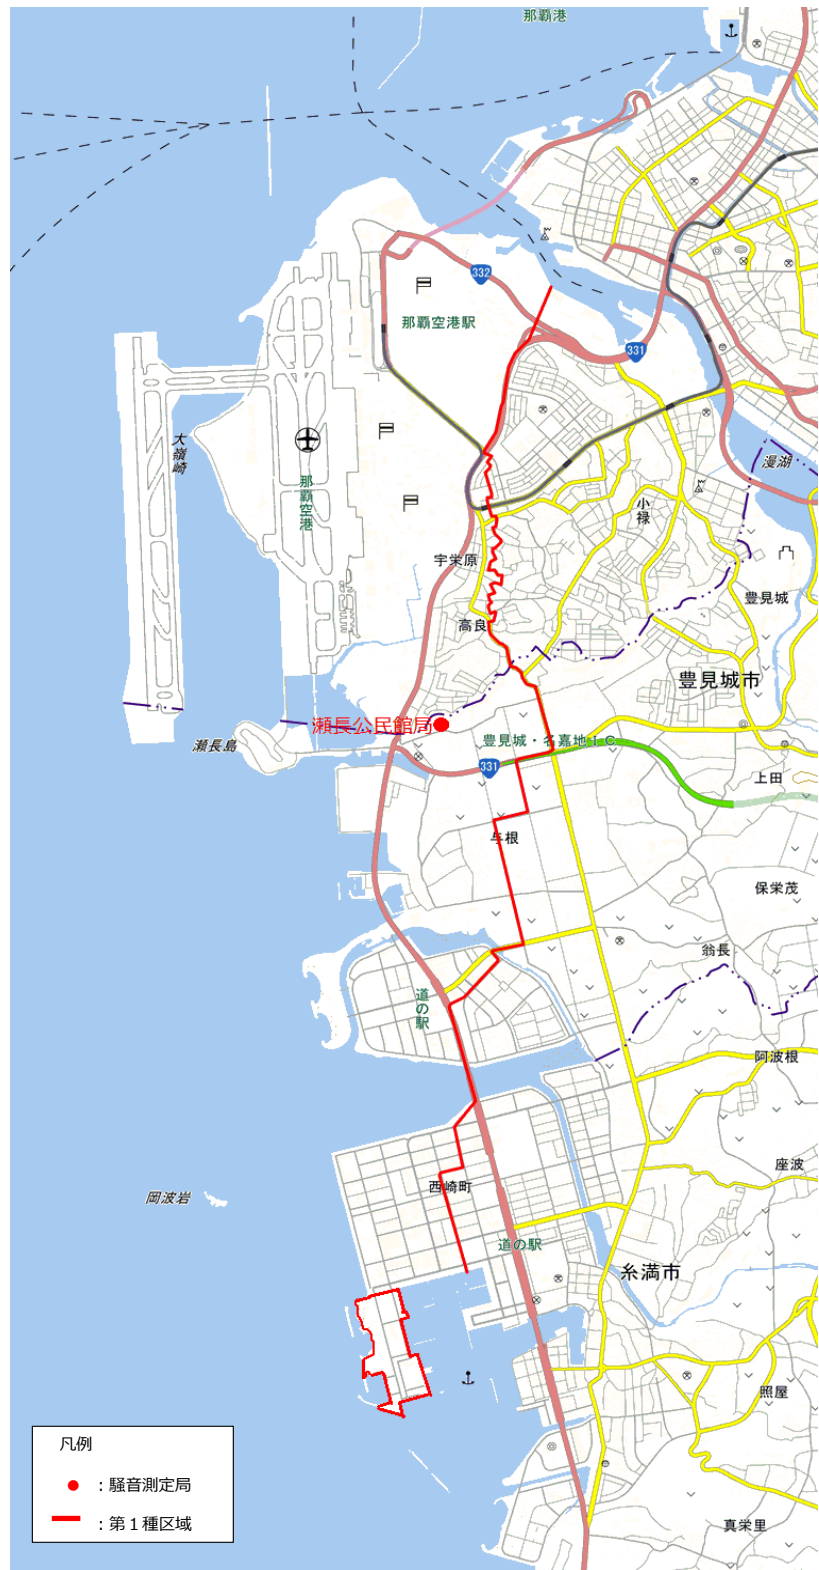 那覇港
332
那覇空港駅
331
大嶺崎
漫湖
那覇空港
小禄
宇栄原
豊見城
高良
豊見城市
瀬長公民館局
瀬長島
豊見城・名嘉地ＩＣ
331
上田
与根
保栄茂
翁長
道の駅
阿波根
座波
西崎町
岡波岩
道の駅
糸満市
照屋
凡例
：騒音測定局
：第１種区域
真栄里